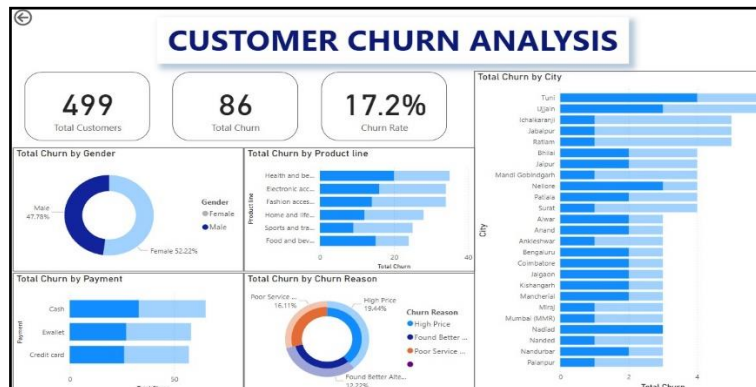 CUSTOMER CHURN ANALYSIS
499
Total Customers
86
Total Churn
17.2%
Churn Rate
Total Churn by Gender
Male
47.78%
Female 52.22%
Gender
Female
Male
Total Churn by Product line
Product line
Health and be...
Electronic acc...
Fashion acces...
Home and life...
Sports and tra...
Food and bev...
0
20
40
Total Churn
Total Churn by Payment
Payment
Cash
Ewallet
Credit card
0
50
Total Churn by Churn Reason
Poor Service ...
16.11%
High Price
19.44%
Found Better Alte...
12.22%
Churn Reason
High Price
Found Better ...
Poor Service ...
Total Churn by City
City
Tuni
Ujjain
Ichalkaranji
Jabalpur
Ratlam
Bhilai
Jaipur
Mandi Gobindgarh
Nellore
Patiala
Surat
Alwar
Anand
Ankleshwar
Bengaluru
Coimbatore
Jalgaon
Kishangarh
Mancherial
Miraj
Mumbai (MMR)
Nadiad
Nanded
Nandurbar
Palanpur
0
2
4
Total Churn